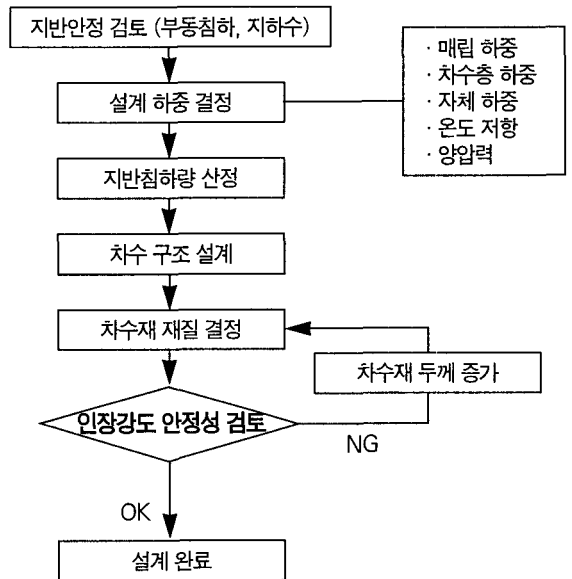 지반안정 검토 (부동침하, 지하수)
설계 하중 결정
· 매립 하중
· 차수층 하중
· 자체 하중
· 온도 저항
· 양압력
지반침하량 산정
차수 구조 설계
차수재 재질 결정
차수재 두께 증가
인장강도 안정성 검토
NG
OK
설계 완료